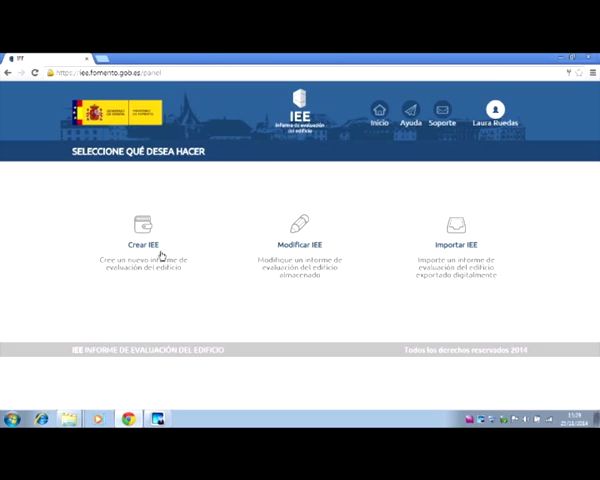 IEE
https://iee.fomento.gob.es/panel
IEE
Informe de evaluación
del edificio
Inicio
Ayuda
Soporte
Laura Ruedas
SELECCIONE QUÉ DESEA HACER
Crear IEE
Cree un nuevo informe de
evaluación del edificio
Modificar IEE
Modifique un informe de
evaluación del edificio
almacenado
Importar IEE
Importe un informe de
evaluación del edificio
exportado digitalmente
IEE INFORME DE EVALUACIÓN DEL EDIFICIO
Todos los derechos reservados 2014